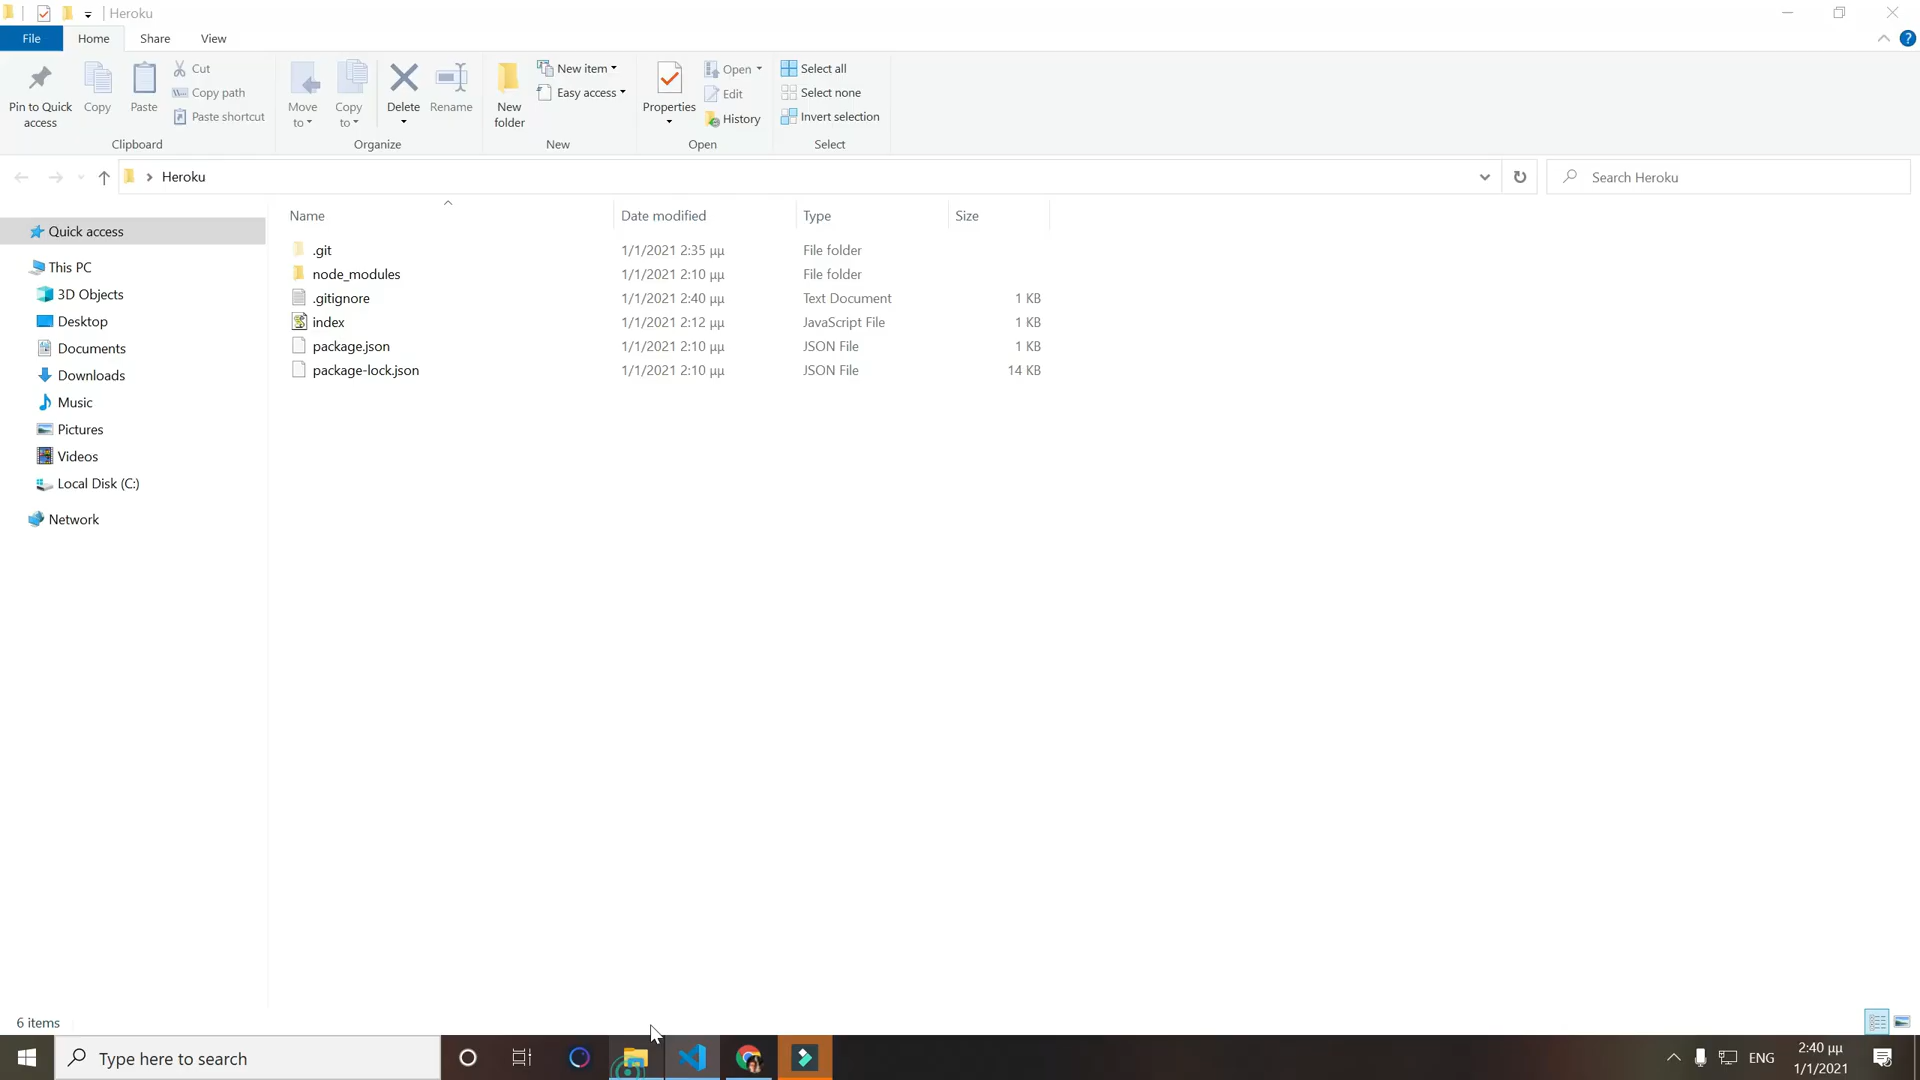 Heroku
File Home Share View
Pin to Quick access
Copy
Paste
Cut
Copy path
Paste shortcut
Clipboard
Move to
Copy to
Delete
Rename
Organize
New folder
New item
Easy access
New
Properties
Open
Edit
History
Open
Select all
Select none
Invert selection
Select
Heroku
Search Heroku
Name Date modified Type Size
.git 1/1/2021 2:35 μμ File folder
node_modules 1/1/2021 2:10 μμ File folder
.gitignore 1/1/2021 2:40 μμ Text Document 1 KB
index 1/1/2021 2:12 μμ JavaScript File 1 KB
package.json 1/1/2021 2:10 μμ JSON File 1 KB
package-lock.json 1/1/2021 2:10 μμ JSON File 14 KB
Quick access
This PC
3D Objects
Desktop
Documents
Downloads
Music
Pictures
Videos
Local Disk (C:)
Network
6 items
Type here to search
ENG
2:40 μμ
1/1/2021